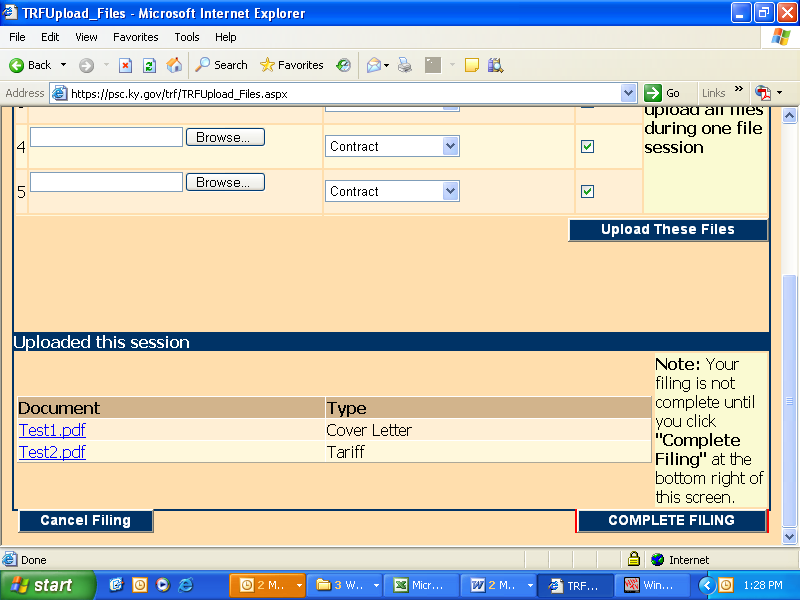 TRFUpload_Files - Microsoft Internet Explorer
File Edit View Favorites Tools Help
Back Search Favorites
Address https://psc.ky.gov/trf/TRFUpload_Files.aspx Go Links »
upload all files
during one file
session
4 Browse... Contract
5 Browse... Contract
Upload These Files
Uploaded this session
Note: Your
filing is not
complete until
you click
"Complete
Filing" at the
bottom right of
this screen.
Document Type
Test1.pdf Cover Letter
Test2.pdf Tariff
Cancel Filing COMPLETE FILING
Done Internet
start 2 M... 3 W... Micr... 2 M... TRF... Win... 1:28 PM